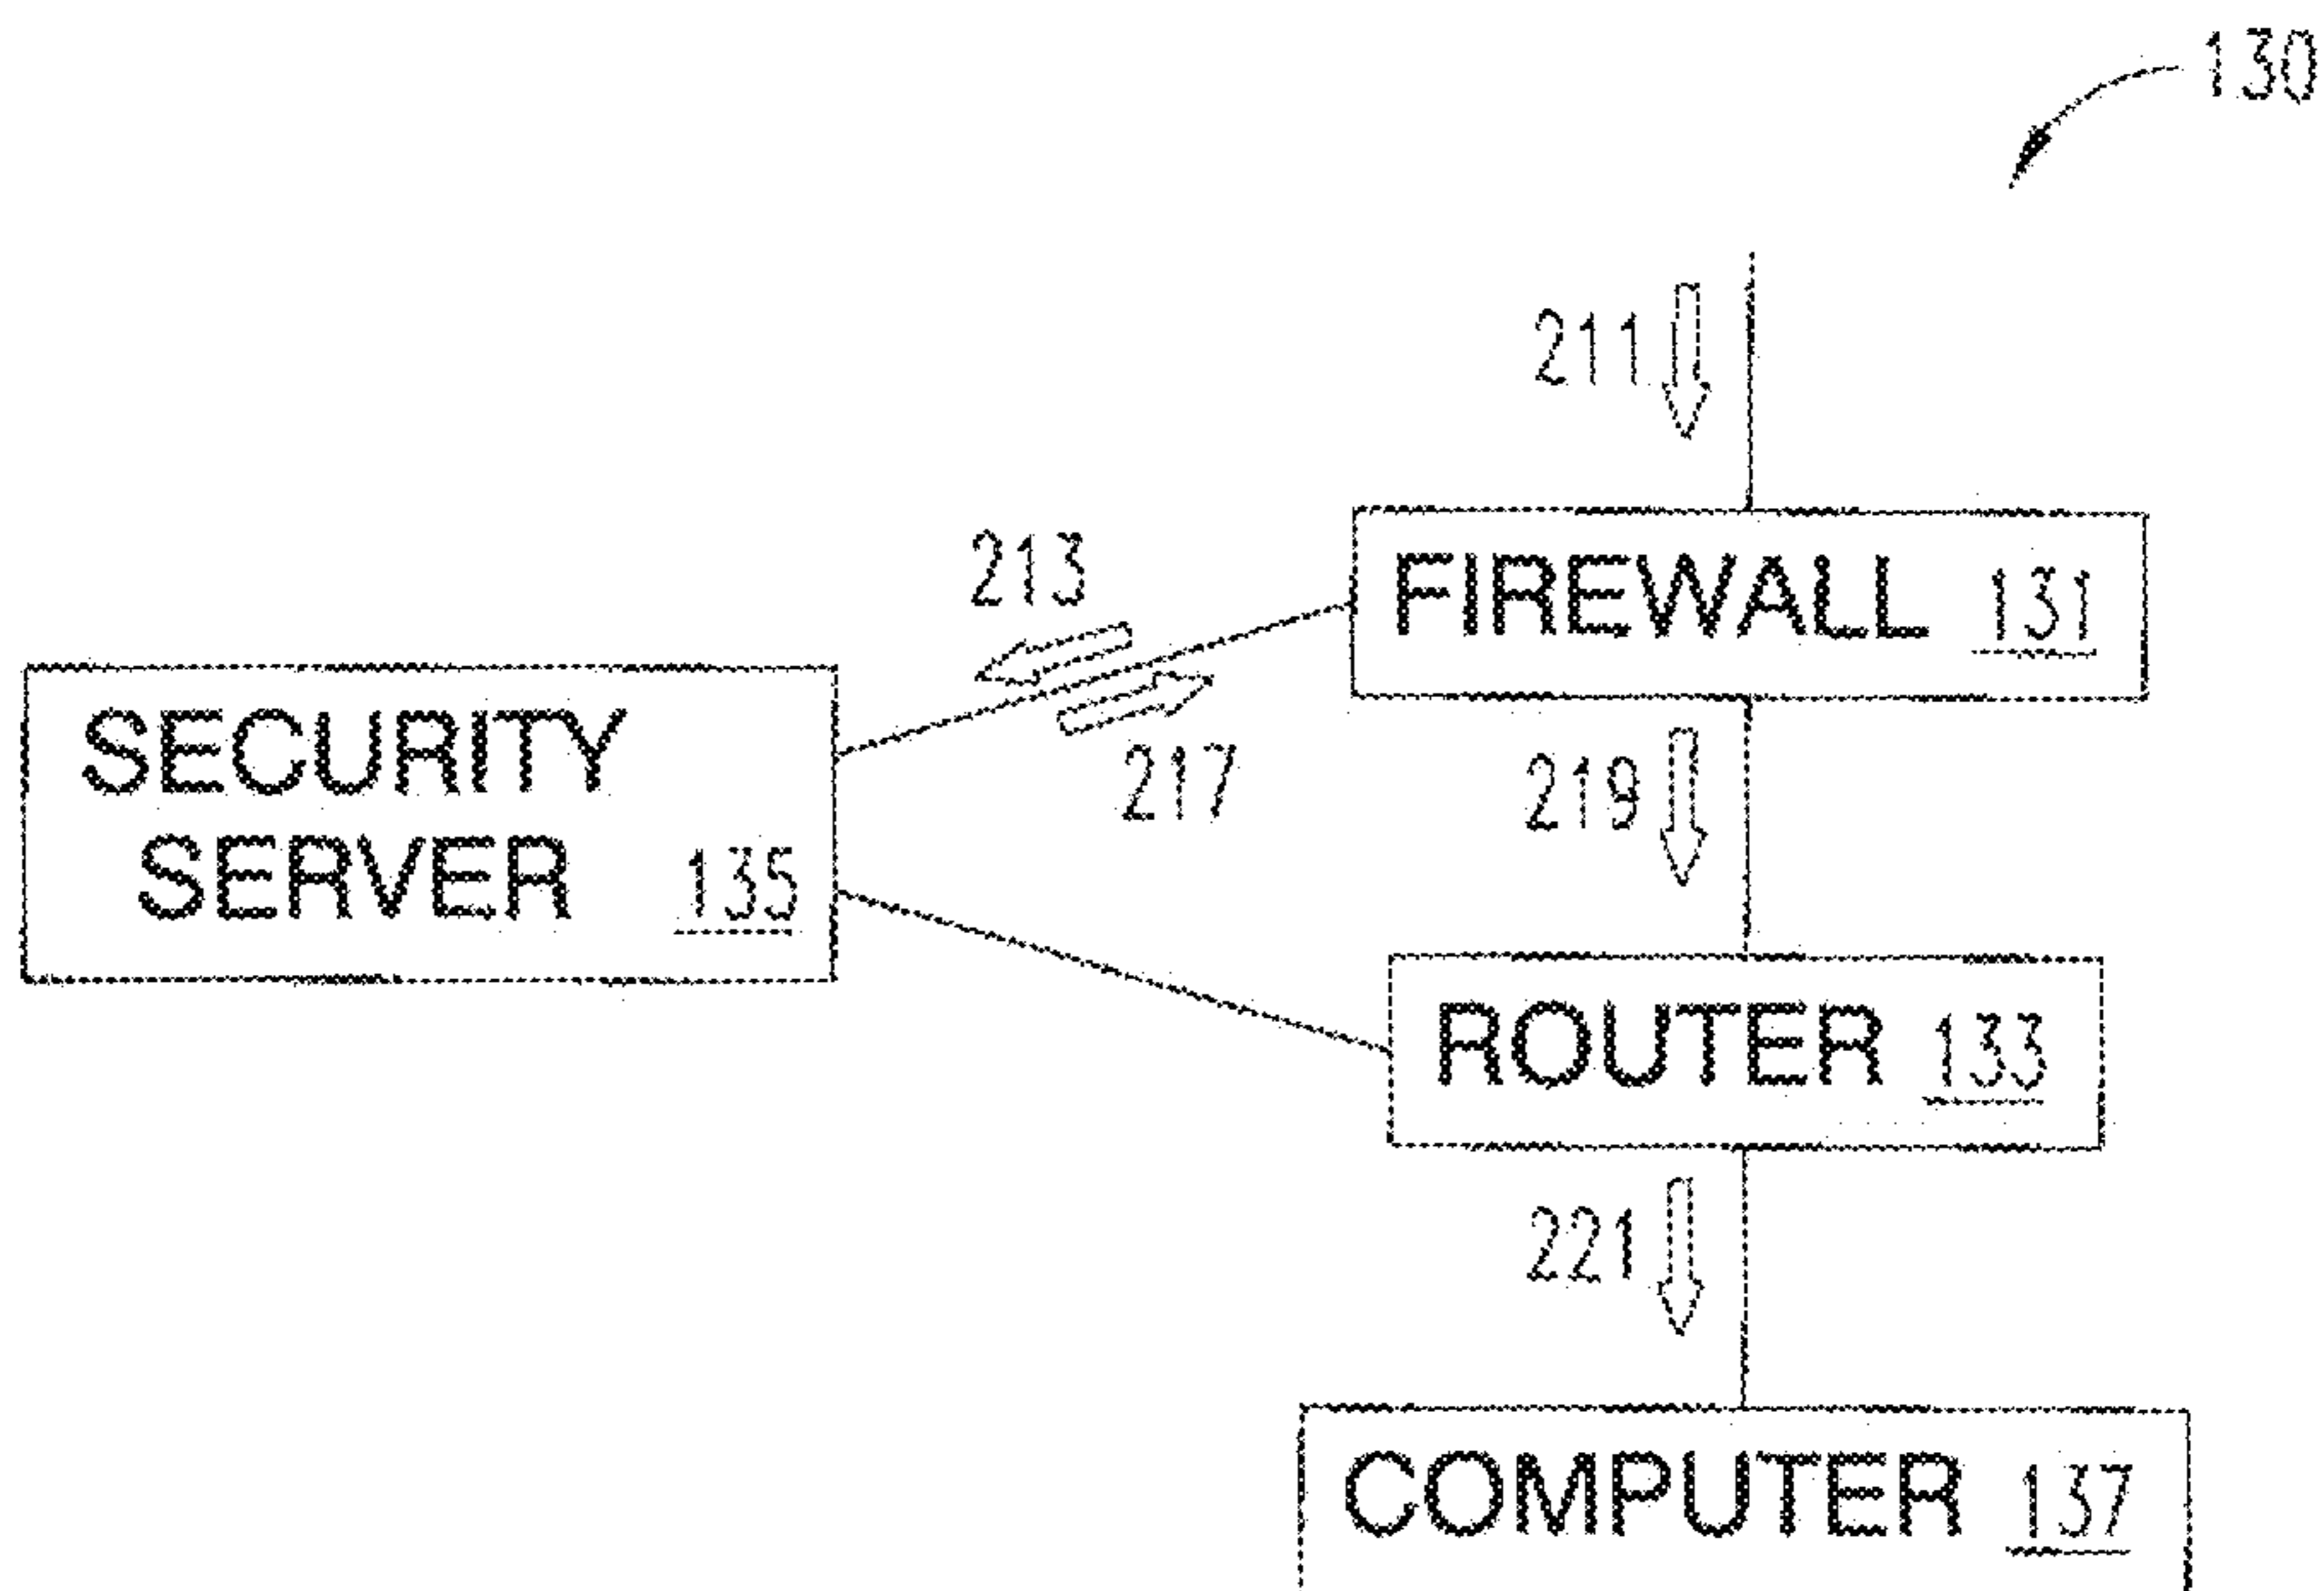 130
211
FIREWALL 131
213
217
SECURITY
SERVER 135
219
ROUTER 133
221
COMPUTER 137